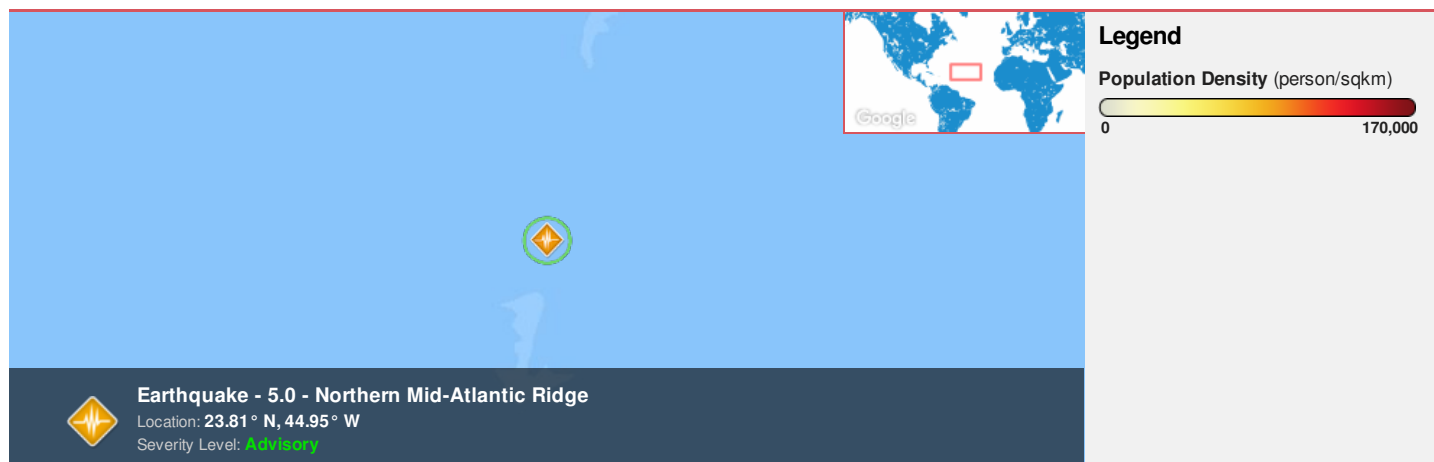 Google
Legend
Population Density (person/sqkm)
0 170,000
Earthquake - 5.0 - Northern Mid-Atlantic Ridge
Location: 23.81° N, 44.95° W
Severity Level: Advisory